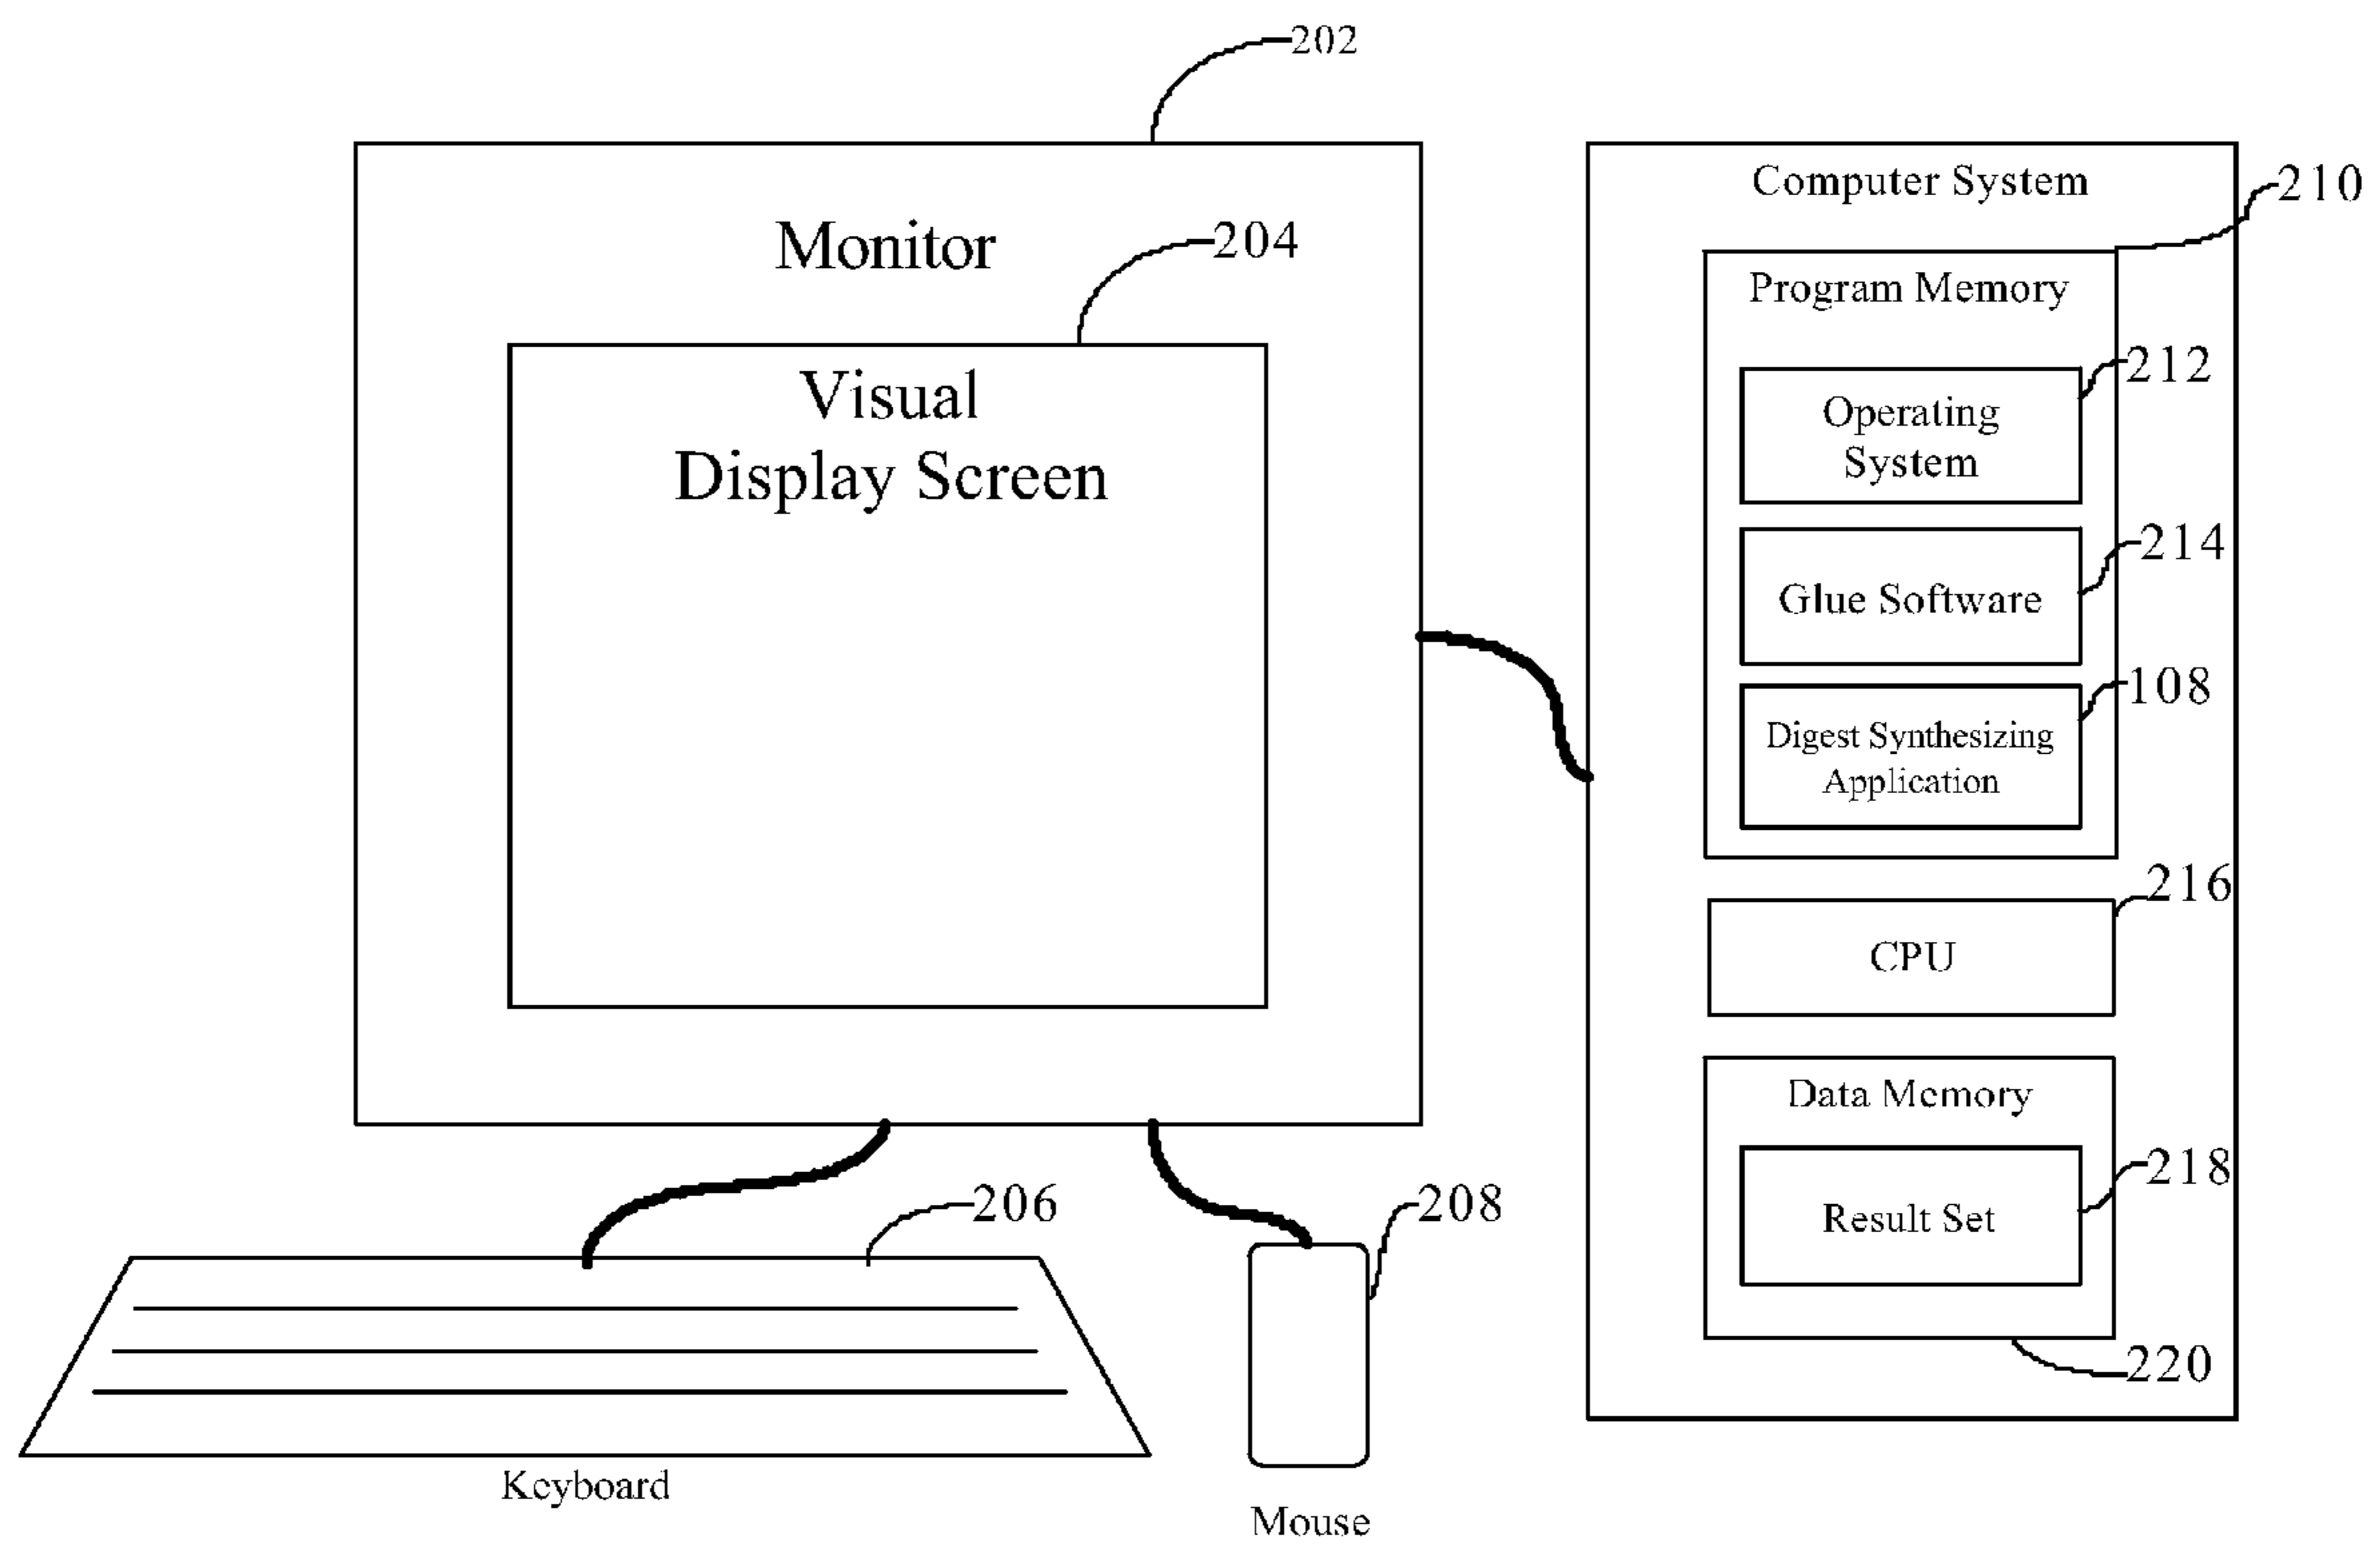 202
Monitor
204
Visual
Display Screen
206
Keyboard
208
Mouse
Computer System
210
Program Memory
212
Operating
System
214
Glue Software
108
Digest Synthesizing
Application
216
CPU
Data Memory
218
Result Set
220